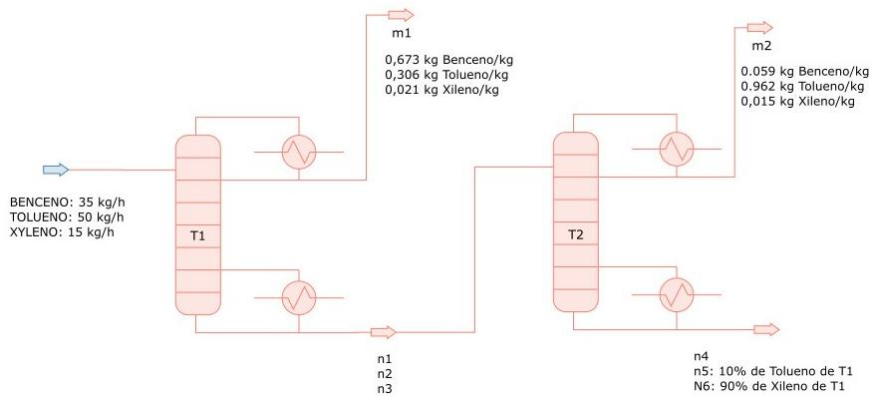 m1
0,673 kg Benceno/kg
0,306 kg Tolueno/kg
0,021 kg Xileno/kg
m2
0.059 kg Benceno/kg
0.962 kg Tolueno/kg
0,015 kg Xileno/kg
BENCENO: 35 kg/h
TOLUENO: 50 kg/h
XYLENO: 15 kg/h
T1
T2
n1
n2
n3
n4
n5: 10% de Tolueno de T1
N6: 90% de Xileno de T1